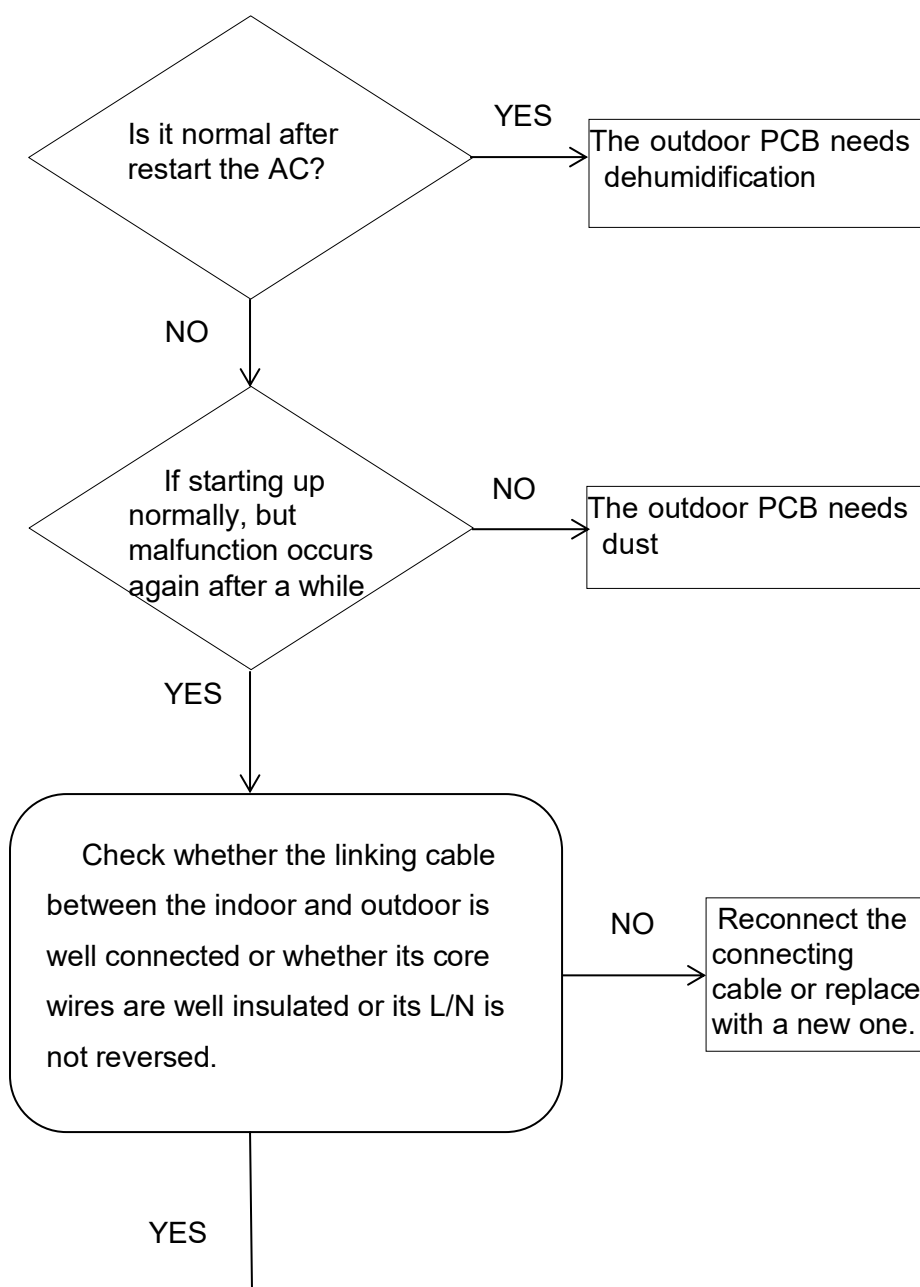 YES
Is it normal after
restart the AC?
The outdoor PCB needs
dehumidification
NO
If starting up
normally, but
malfunction occurs
again after a while
NO
The outdoor PCB needs
dust
YES
Check whether the linking cable
between the indoor and outdoor is
well connected or whether its core
wires are well insulated or its L/N is
not reversed.
NO
Reconnect the
connecting
cable or replace
with a new one.
YES